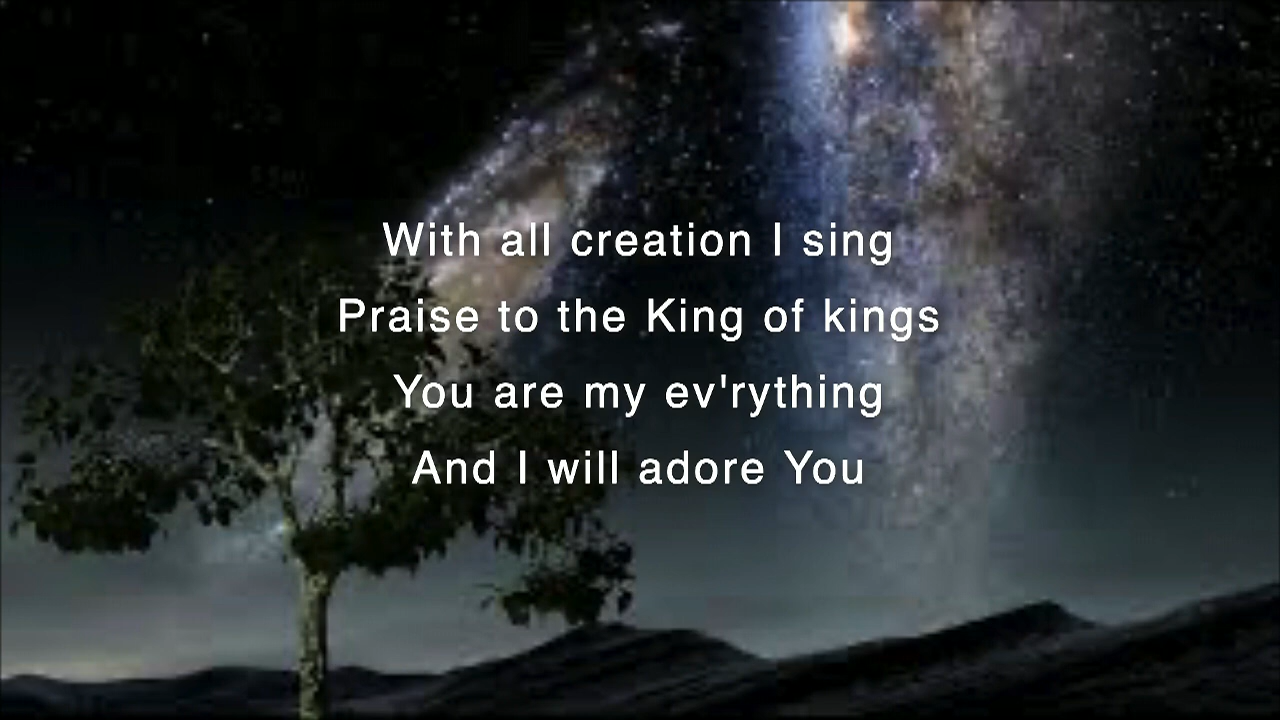 With all creation I sing
Praise to the King of kings
You are my ev'rything
And I will adore You